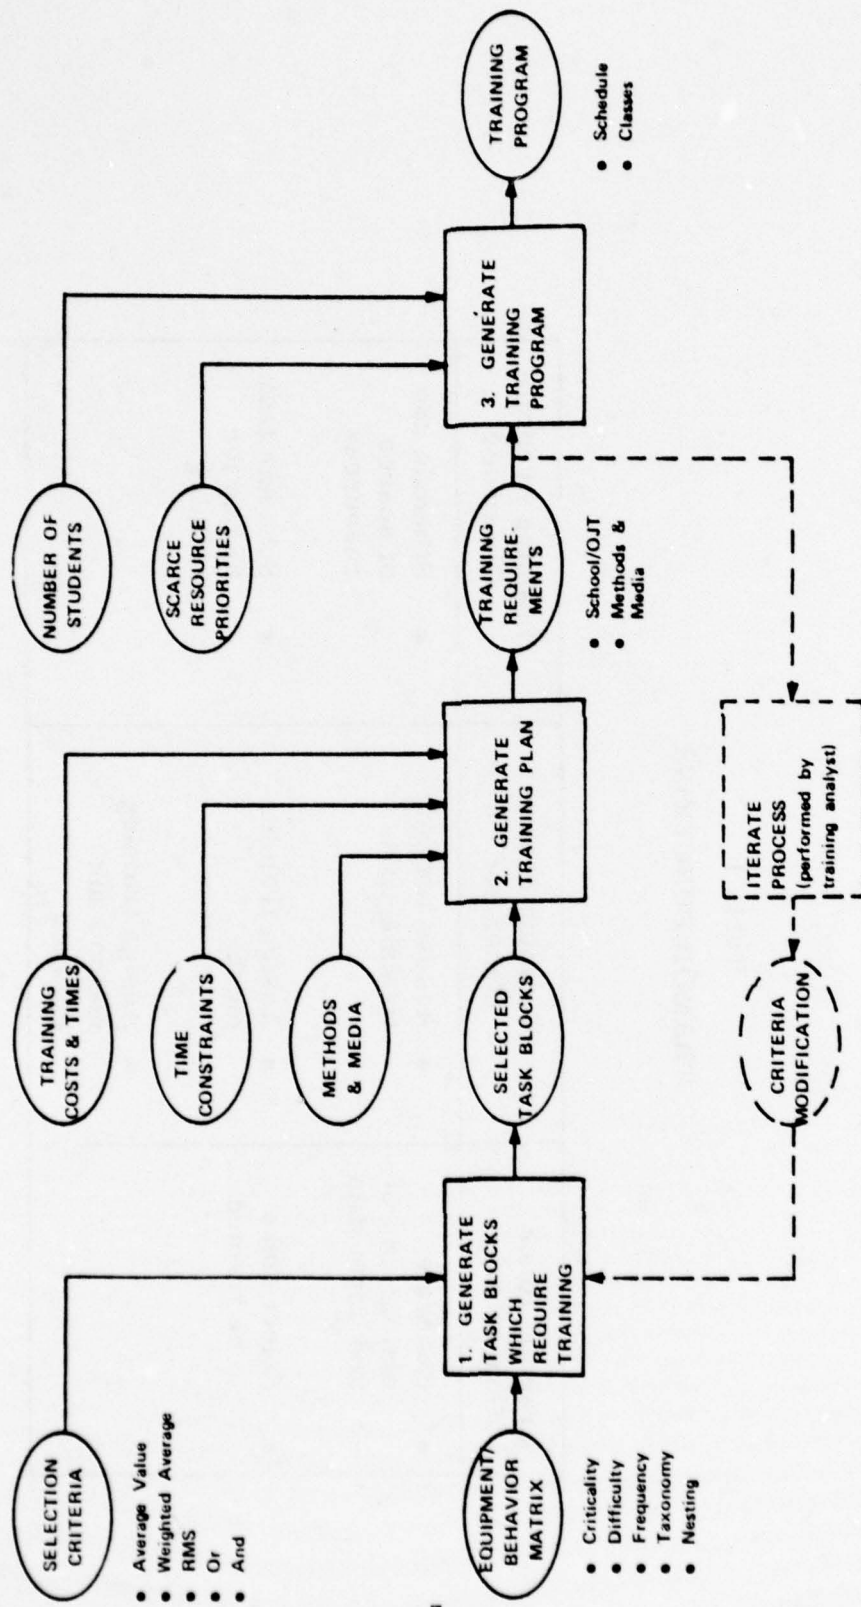 SELECTION
CRITERIA
• Average Value
• Weighted Average
• RMS
• Or
• And
EQUIPMENT/
BEHAVIOR
MATRIX
• Criticality
• Difficulty
• Frequency
• Taxonomy
• Nesting
1. GENERATE
TASK BLOCKS
WHICH
REQUIRE
TRAINING
TRAINING
COSTS & TIMES
TIME
CONSTRAINTS
METHODS
& MEDIA
SELECTED
TASK BLOCKS
CRITERIA
MODIFICATION
2. GENERATE
TRAINING PLAN
ITERATE
PROCESS
(performed by
training analyst)
NUMBER OF
STUDENTS
SCARCE
RESOURCE
PRIORITIES
TRAINING
REQUIRE-
MENTS
• School/OJT
• Methods &
Media
3. GENERATE
TRAINING
PROGRAM
TRAINING
PROGRAM
• Schedule
• Classes